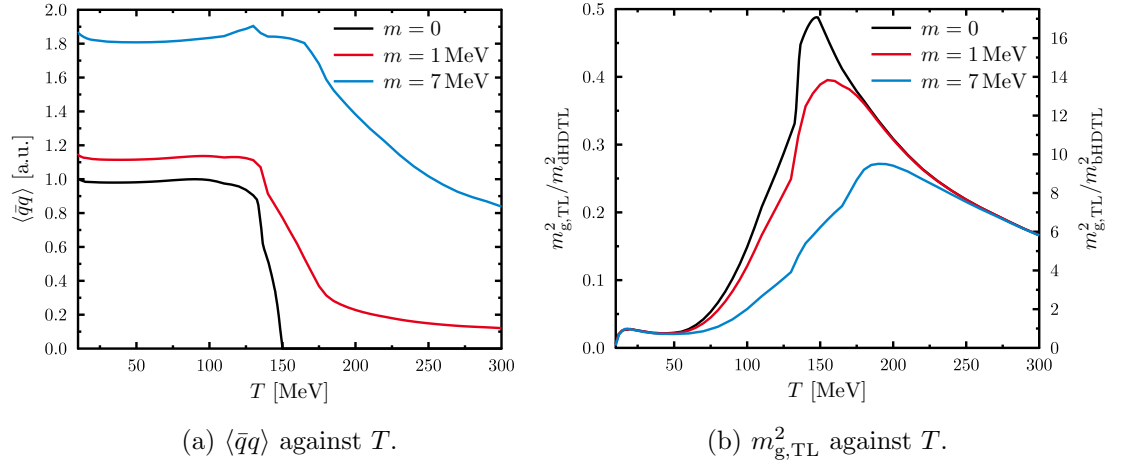 2.0
1.8
1.6
1.4
1.2
1.0
0.8
0.6
0.4
0.2
0.0
⟨q̄q⟩ [a.u.]
m = 0
m = 1 MeV
m = 7 MeV
50 100 150 200 250 300
T [MeV]
(a) ⟨q̄q⟩ against T.
0.5
0.4
0.3
0.2
0.1
0.0
m²g,TL/m²dHDTL
m = 0
m = 1 MeV
m = 7 MeV
16
14
12
10
8
6
4
2
0
m²g,TL/m²bHDTL
50 100 150 200 250 300
T [MeV]
(b) m²g,TL against T.